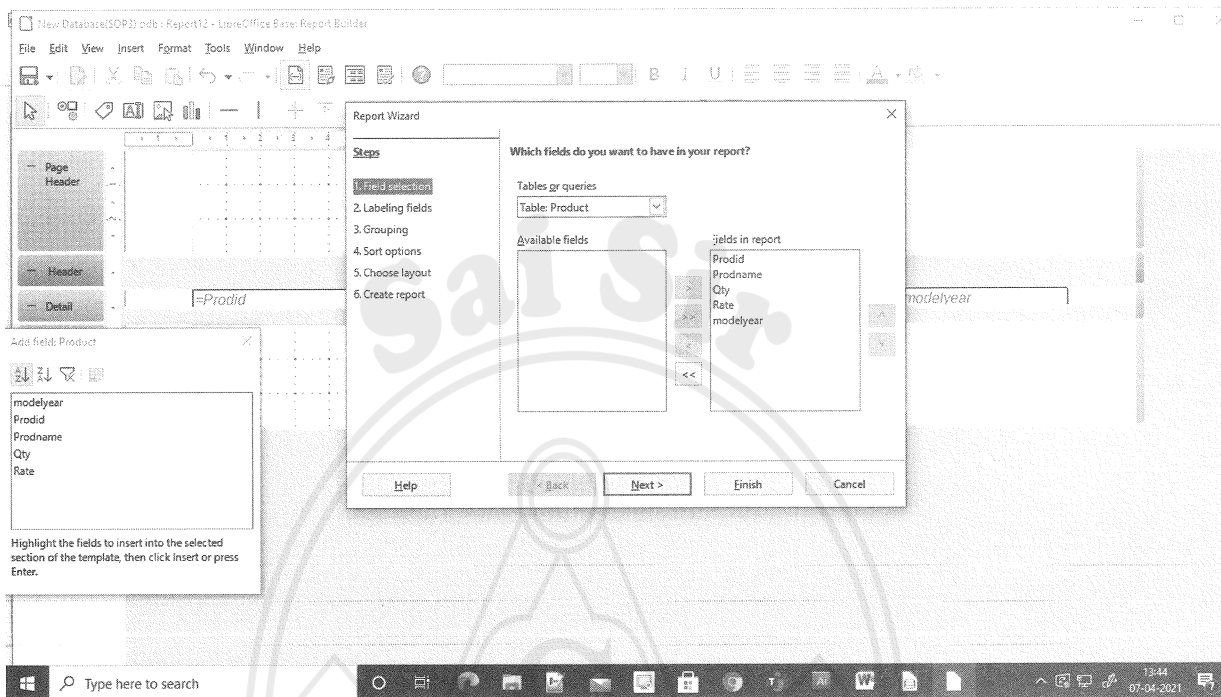 New Database(SOP3).odb : Report12 - LibreOffice Base: Report Builder
File Edit View Insert Format Tools Window Help
B I U
Report Wizard
Steps
Which fields do you want to have in your report?
1. Field selection
2. Labeling fields
3. Grouping
4. Sort options
5. Choose layout
6. Create report
Tables or queries
Table: Product
Available fields
Fields in report
Prodid
Prodname
Qty
Rate
modelyear
>
>>
<
<<
Help
< Back
Next >
Finish
Cancel
Page
Header
Header
Detail
=Prodid
modelyear
Add field: Product
modelyear
Prodid
Prodname
Qty
Rate
Highlight the fields to insert into the selected
section of the template, then click Insert or press
Enter.
Sai Sir
Type here to search
13:44
07-04-2021